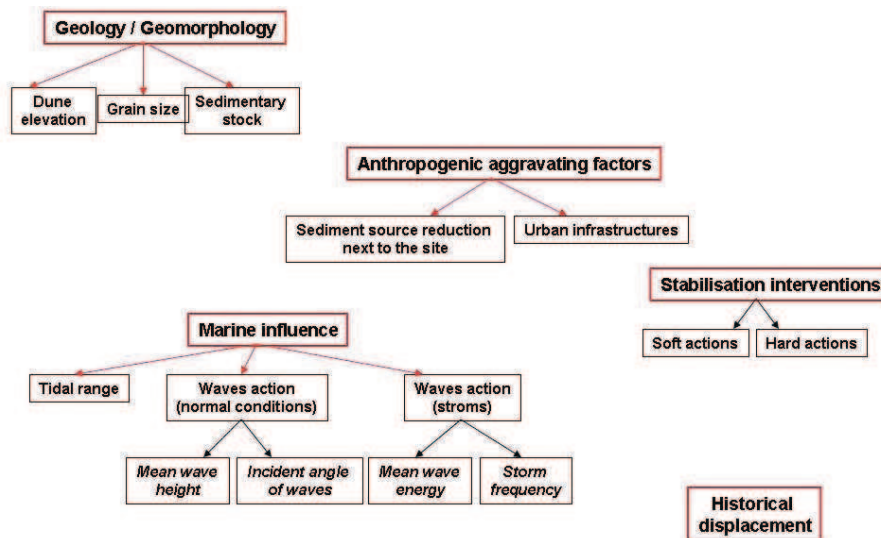 Geology / Geomorphology
Dune
elevation
Grain size
Sedimentary
stock
Anthropogenic aggravating factors
Sediment source reduction
next to the site
Urban infrastructures
Stabilisation interventions
Soft actions
Hard actions
Marine influence
Tidal range
Waves action
(normal conditions)
Waves action
(stroms)
Mean wave
height
Incident angle
of waves
Mean wave
energy
Storm
frequency
Historical
displacement